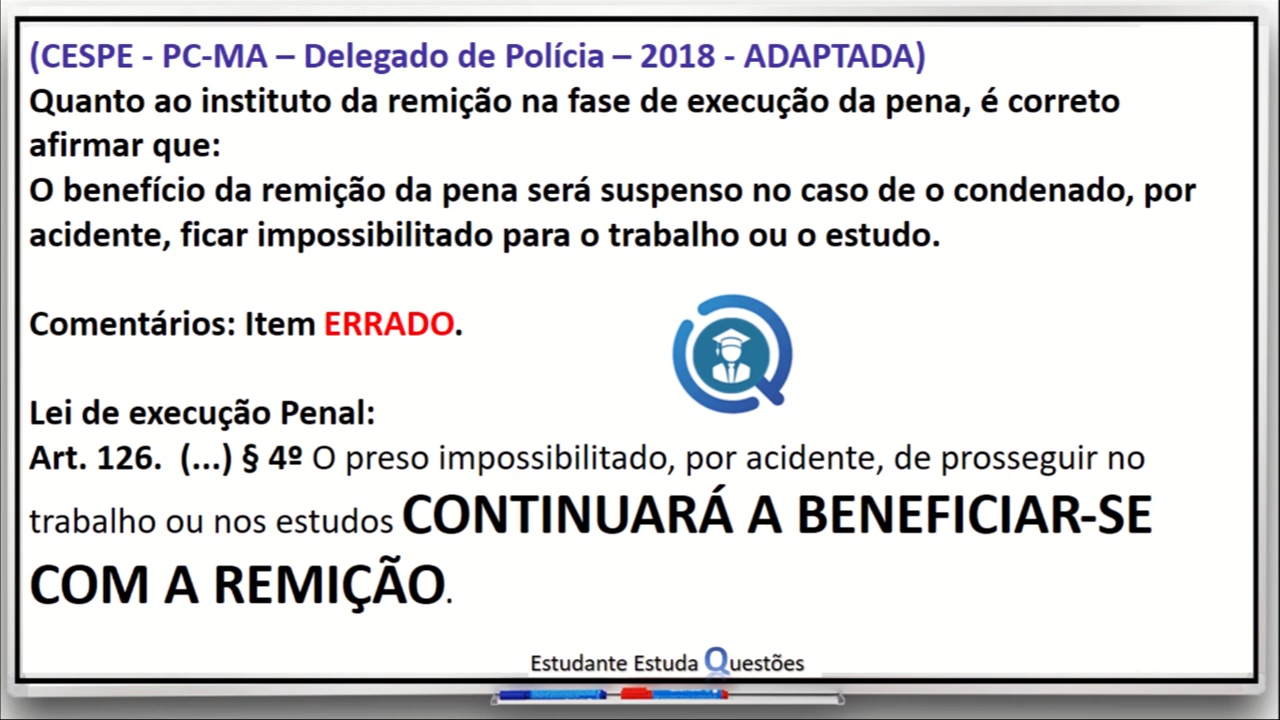 (CESPE - PC-MA – Delegado de Polícia – 2018 - ADAPTADA)
Quanto ao instituto da remição na fase de execução da pena, é correto
afirmar que:
O benefício da remição da pena será suspenso no caso de o condenado, por
acidente, ficar impossibilitado para o trabalho ou o estudo.
Comentários: Item ERRADO.
Lei de execução Penal:
Art. 126.  (...) § 4º O preso impossibilitado, por acidente, de prosseguir no
trabalho ou nos estudos CONTINUARÁ A BENEFICIAR-SE
COM A REMIÇÃO.
Estudante Estuda Questões